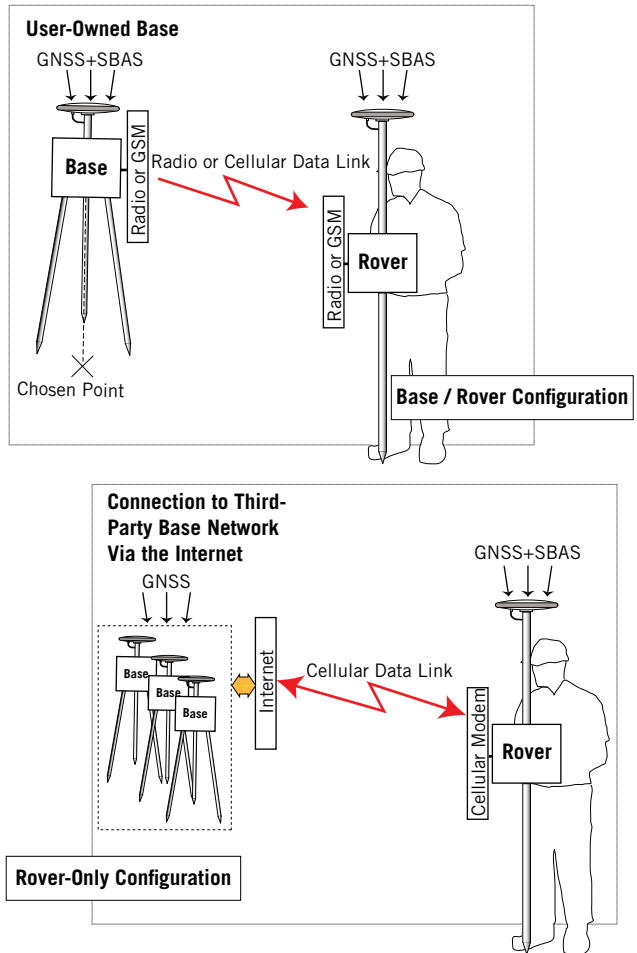 User-Owned Base
GNSS+SBAS
GNSS+SBAS
Base
Radio or GSM
Radio or Cellular Data Link
Radio or GSM
Rover
Chosen Point
Base / Rover Configuration
Connection to Third-
Party Base Network
Via the Internet
GNSS
GNSS+SBAS
Base
Base
Base
Internet
Cellular Data Link
Cellular Modem
Rover
Rover-Only Configuration